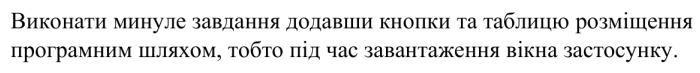 Виконати минуле завдання додавши кнопки та таблицю розміщення
програмним шляхом, тобто під час завантаження вікна застосунку.